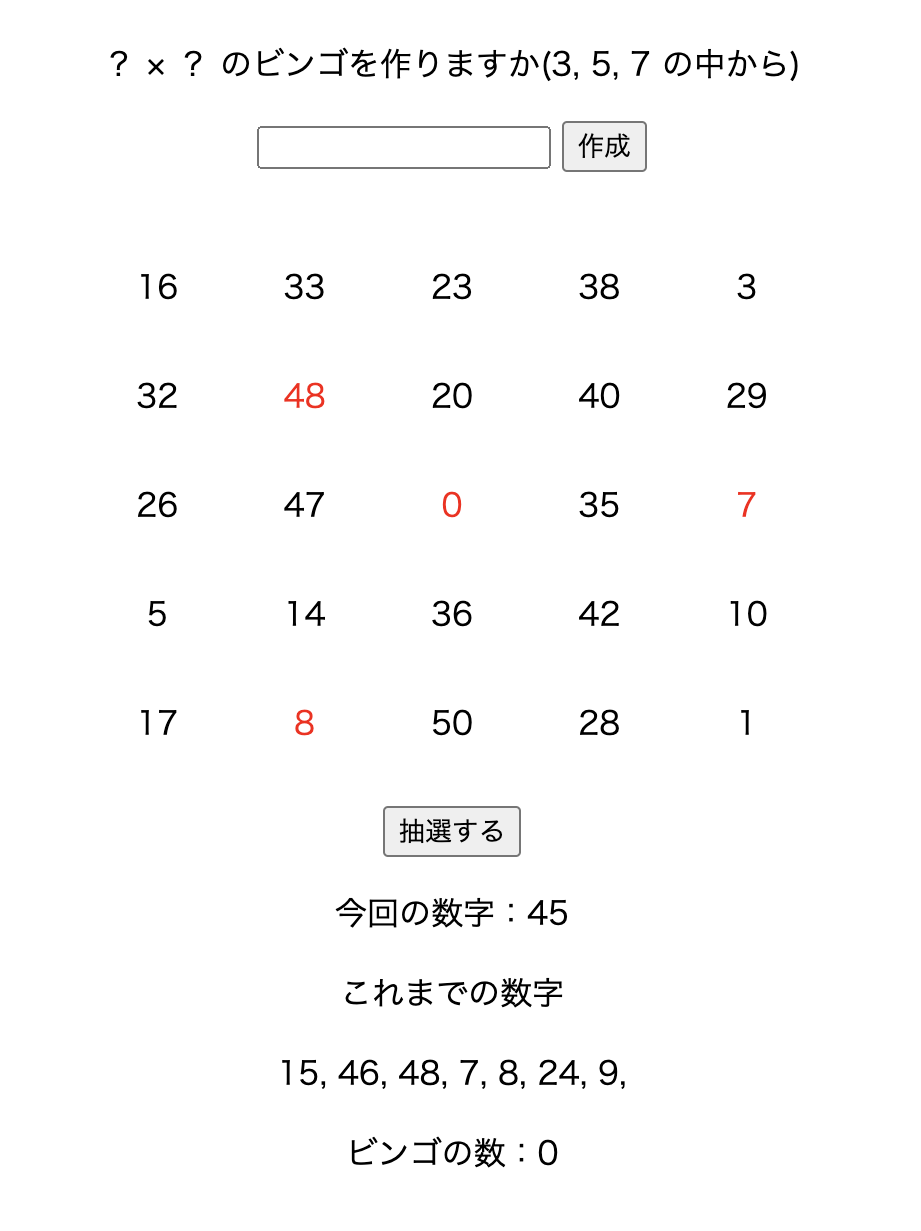 ? × ? のビンゴを作りますか(3, 5, 7 の中から)
作成
16 33 23 38 3
32 48 20 40 29
26 47 0 35 7
5 14 36 42 10
17 8 50 28 1
抽選する
今回の数字：45
これまでの数字
15, 46, 48, 7, 8, 24, 9,
ビンゴの数：0